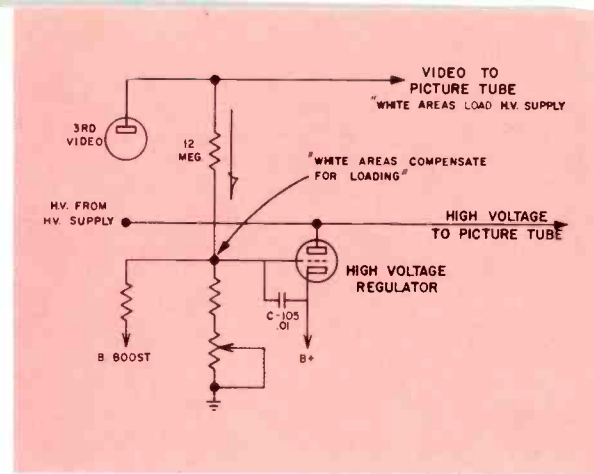 VIDEO TO
PICTURE TUBE
"WHITE AREAS LOAD H.V. SUPPLY
3RD
VIDEO
12
MEG.
"WHITE AREAS COMPENSATE
FOR LOADING"
H.V. FROM
H.V. SUPPLY
HIGH VOLTAGE
TO PICTURE TUBE
HIGH VOLTAGE
REGULATOR
C-105
.01
B BOOST
B+